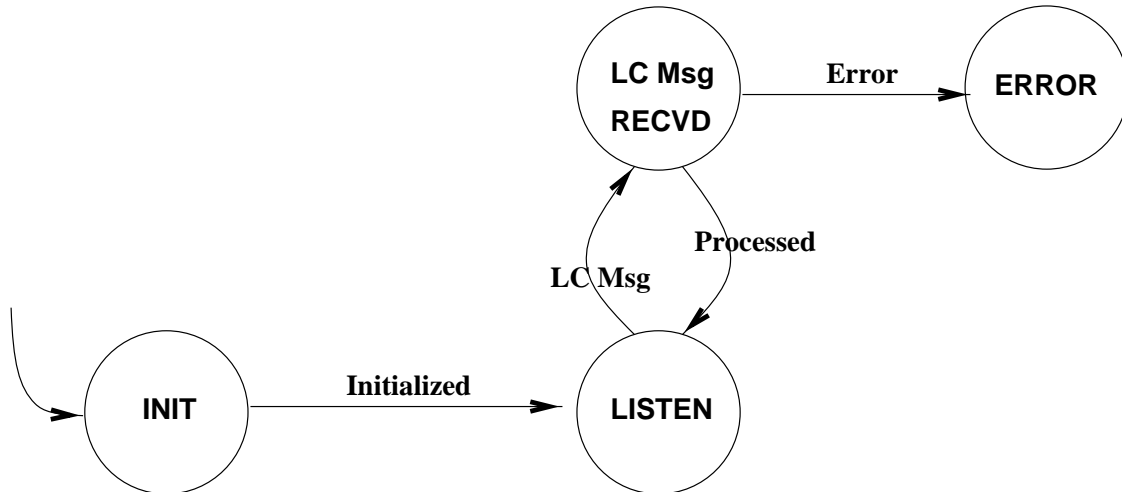 LC Msg
RECVD
Error
ERROR
Processed
LC Msg
INIT
Initialized
LISTEN